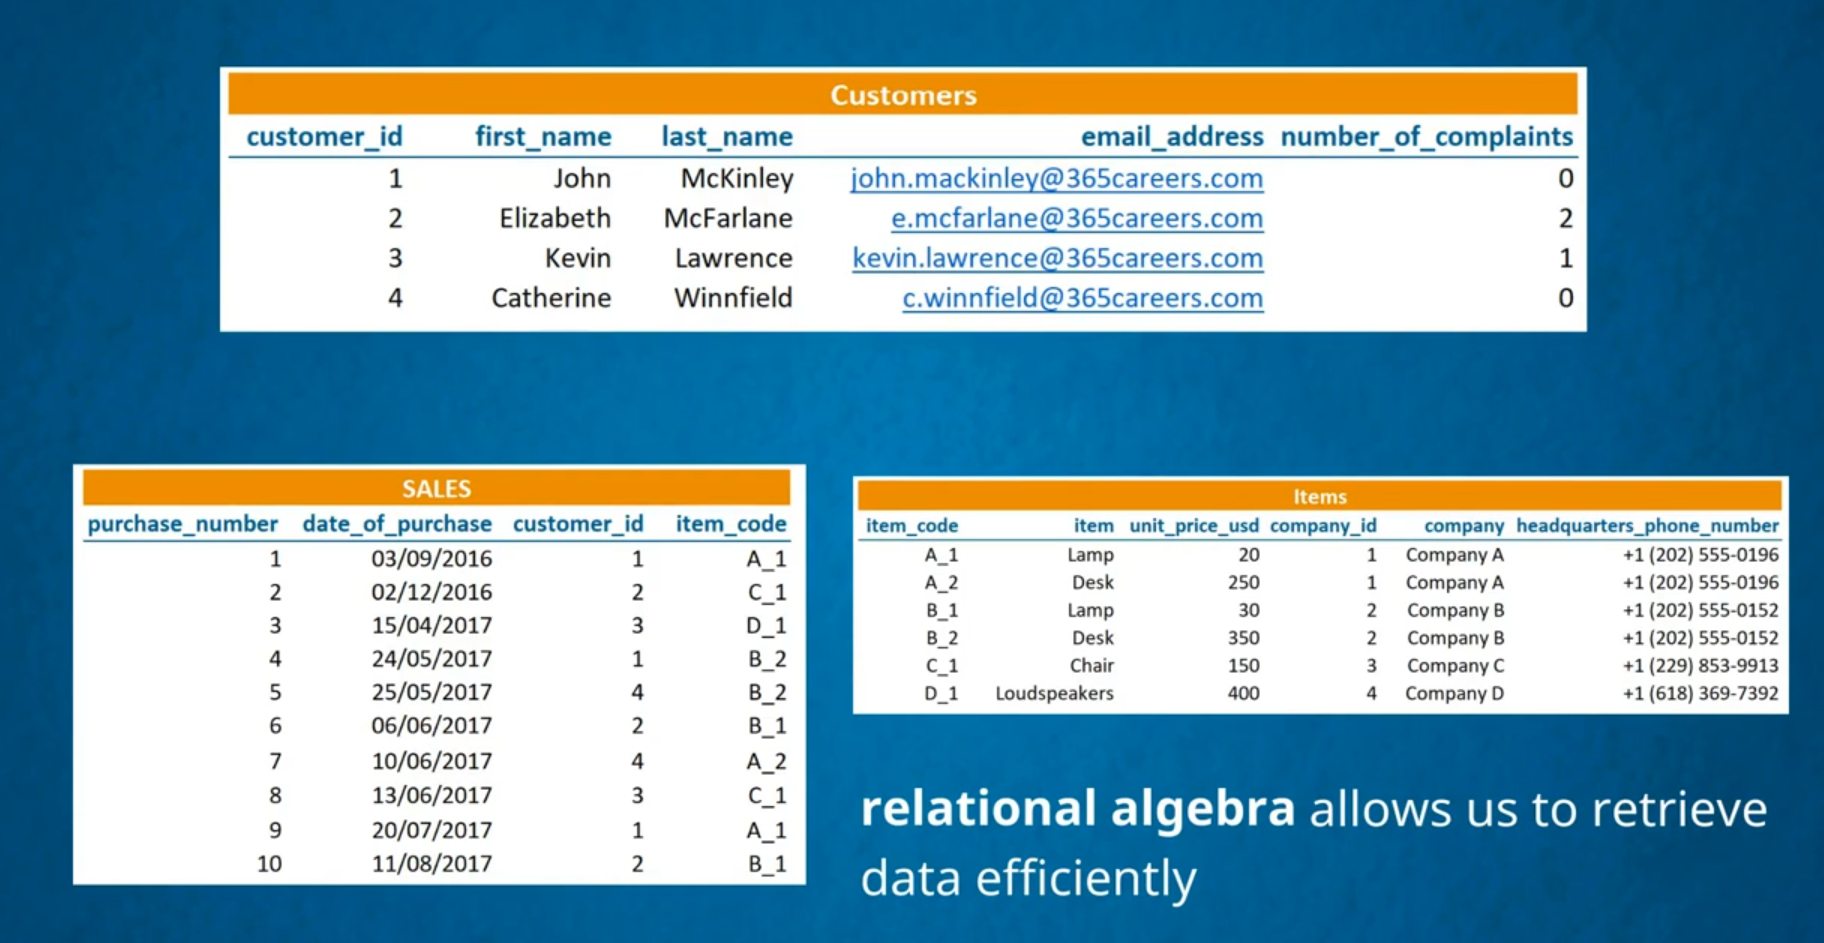 Customers
customer_id first_name last_name email_address number_of_complaints
1 John McKinley john.mackinley@365careers.com 0
2 Elizabeth McFarlane e.mcfarlane@365careers.com 2
3 Kevin Lawrence kevin.lawrence@365careers.com 1
4 Catherine Winnfield c.winnfield@365careers.com 0
SALES
purchase_number date_of_purchase customer_id item_code
1 03/09/2016 1 A_1
2 02/12/2016 2 C_1
3 15/04/2017 3 D_1
4 24/05/2017 1 B_2
5 25/05/2017 4 B_2
6 06/06/2017 2 B_1
7 10/06/2017 4 A_2
8 13/06/2017 3 C_1
9 20/07/2017 1 A_1
10 11/08/2017 2 B_1
Items
item_code item unit_price_usd company_id company headquarters_phone_number
A_1 Lamp 20 1 Company A +1 (202) 555-0196
A_2 Desk 250 1 Company A +1 (202) 555-0196
B_1 Lamp 30 2 Company B +1 (202) 555-0152
B_2 Desk 350 2 Company B +1 (202) 555-0152
C_1 Chair 150 3 Company C +1 (229) 853-9913
D_1 Loudspeakers 400 4 Company D +1 (618) 369-7392
relational algebra allows us to retrieve
data efficiently